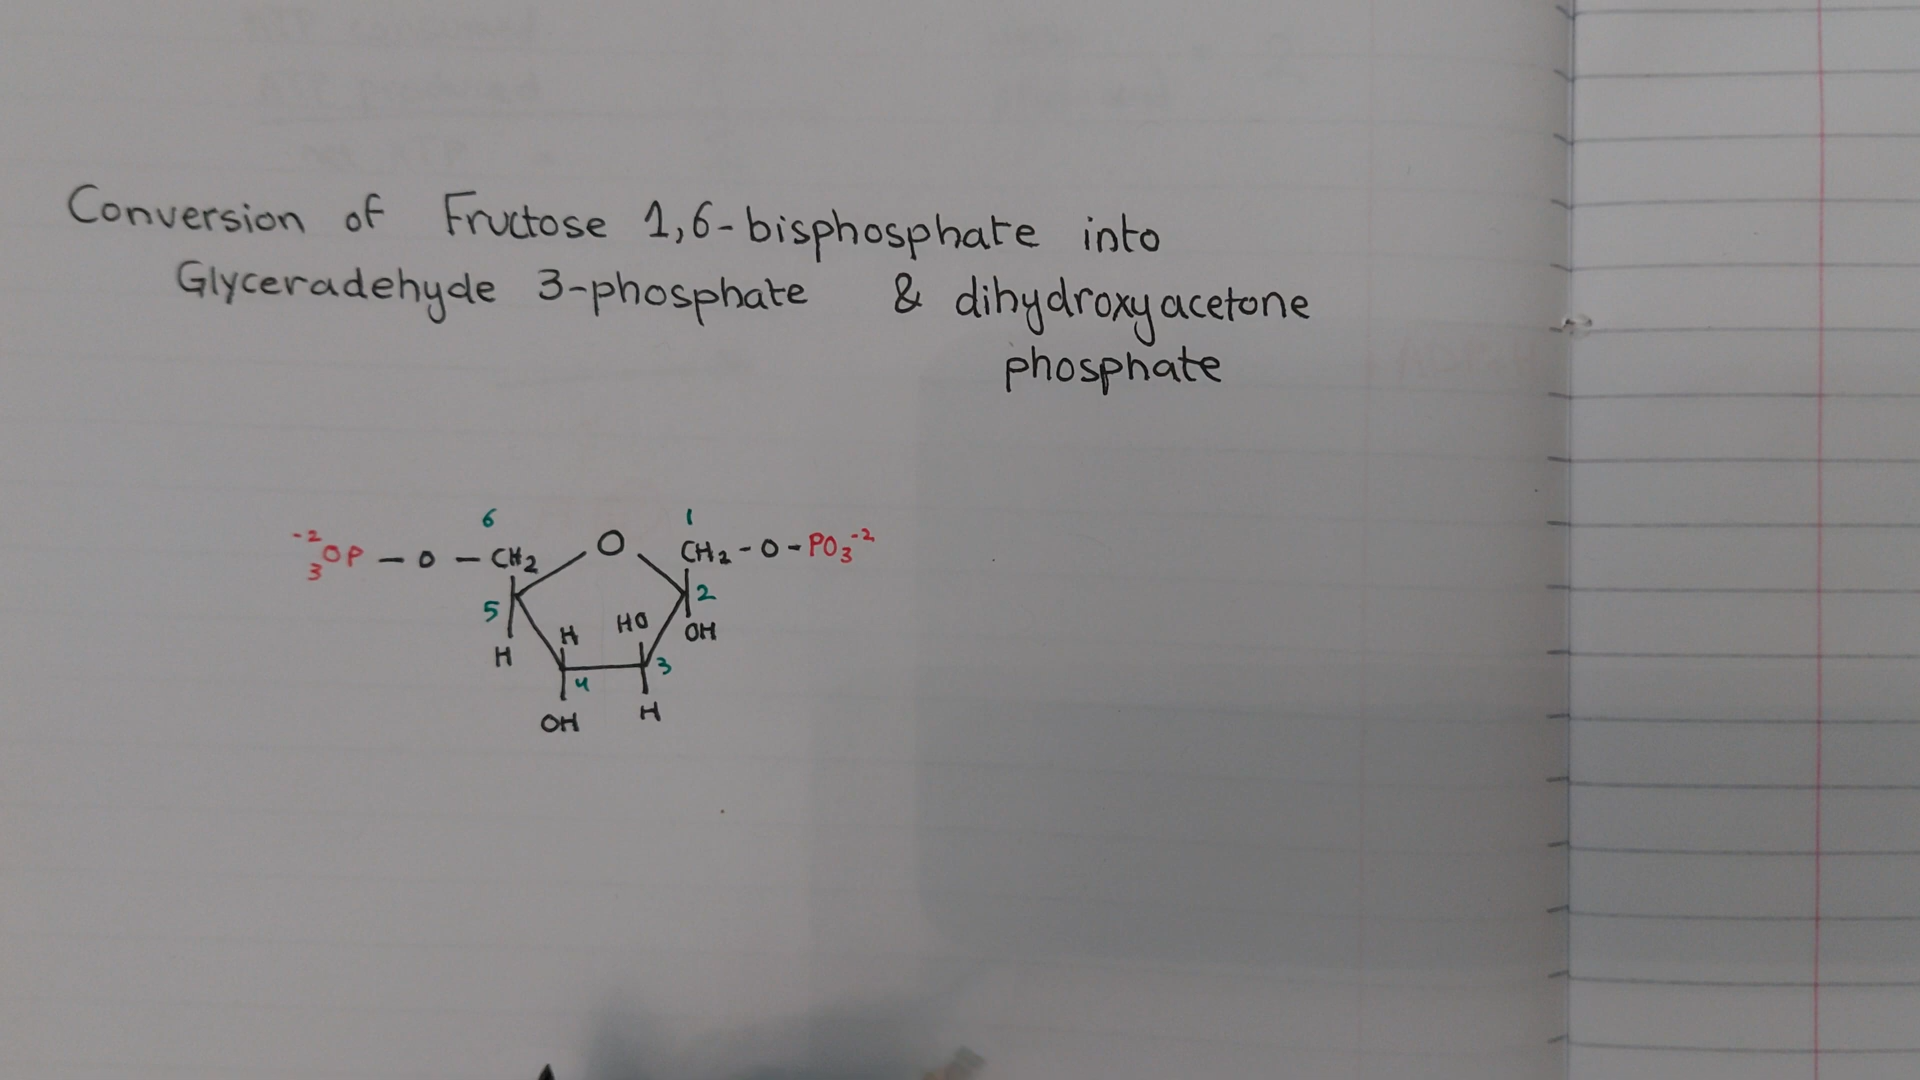 Conversion of Fructose 1,6-bisphosphate into
Glyceradehyde 3-phosphate & dihydroxyacetone
phosphate
6 1
-2 3OP - O - CH2 O CH2 - O - PO3 -2
5 2
H HO OH
H 3
4
OH H